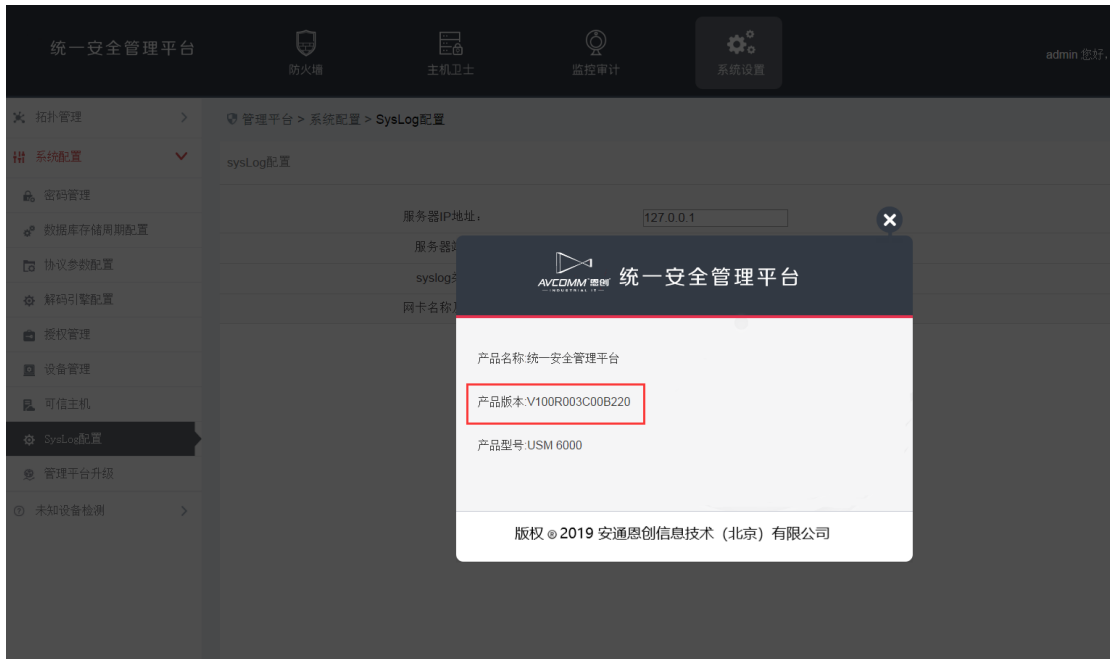 统一安全管理平台
防火墙
主机卫士
监控审计
系统设置
admin 您好,
拓扑管理
管理平台 > 系统配置 > SysLog配置
系统配置
sysLog配置
密码管理
服务器IP地址:
127.0.0.1
数据库存储周期配置
服务器
协议参数配置
syslog
解码引擎配置
网卡名称
AVCOMM 恩创
INDUSTRIAL IT
统一安全管理平台
授权管理
产品名称:统一安全管理平台
设备管理
可信主机
产品版本:V100R003C00B220
SysLog配置
产品型号:USM 6000
管理平台升级
未知设备检测
版权 ® 2019 安通恩创信息技术（北京）有限公司